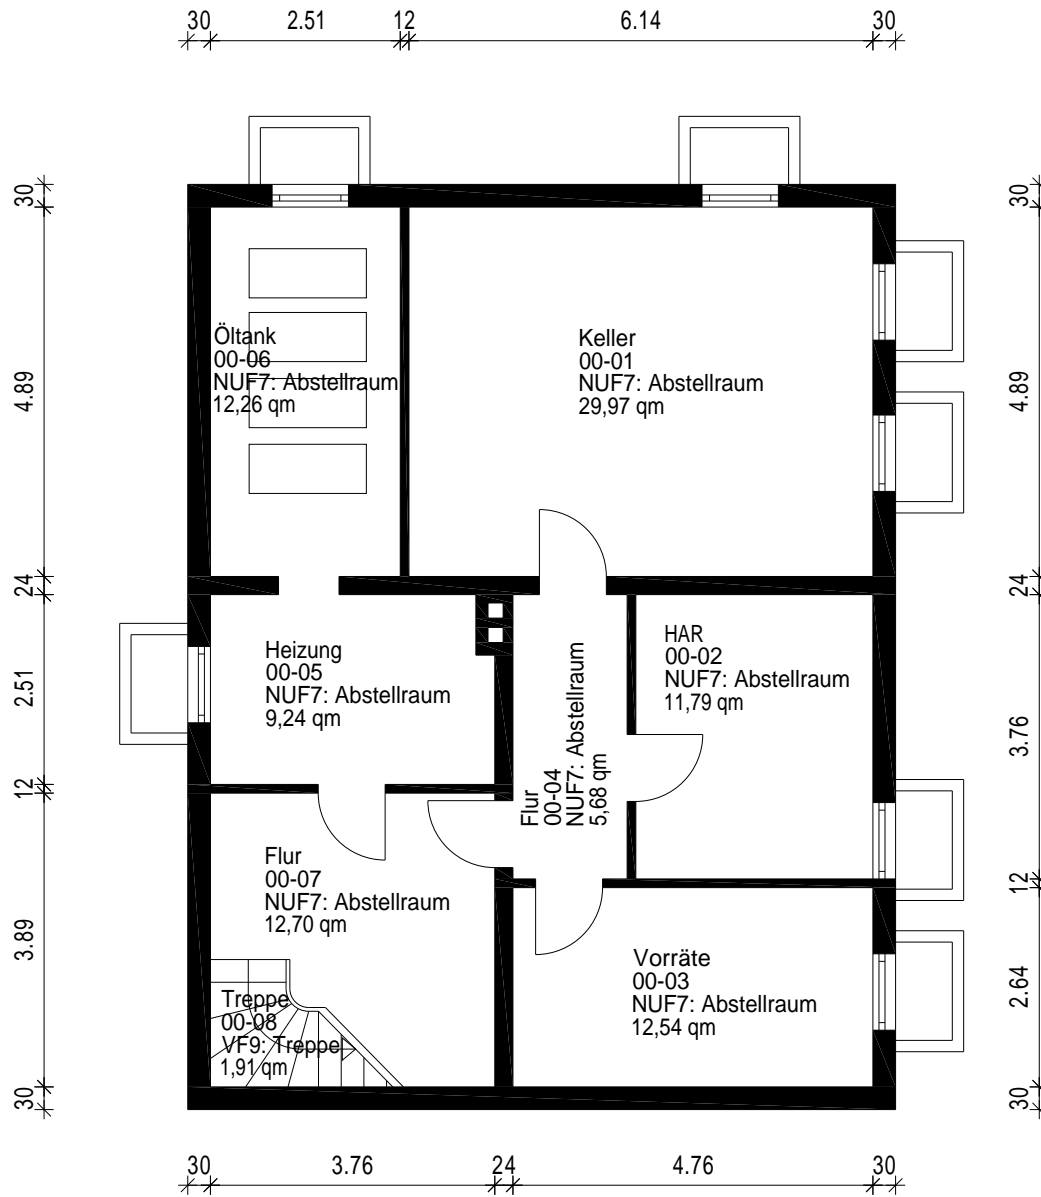 30 2.51 12 6.14 30
30
4.89
24
2.51
12
3.89
30
30
4.89
24
3.76
12
2.64
30
Öltank
00-06
NUF7: Abstellraum
12,26 qm
Keller
00-01
NUF7: Abstellraum
29,97 qm
Heizung
00-05
NUF7: Abstellraum
9,24 qm
Flur
00-04
NUF7: Abstellraum
5,68 qm
HAR
00-02
NUF7: Abstellraum
11,79 qm
Flur
00-07
NUF7: Abstellraum
12,70 qm
Vorräte
00-03
NUF7: Abstellraum
12,54 qm
Treppe
00-08
VF9: Treppe
1,91 qm
30 3.76 24 4.76 30